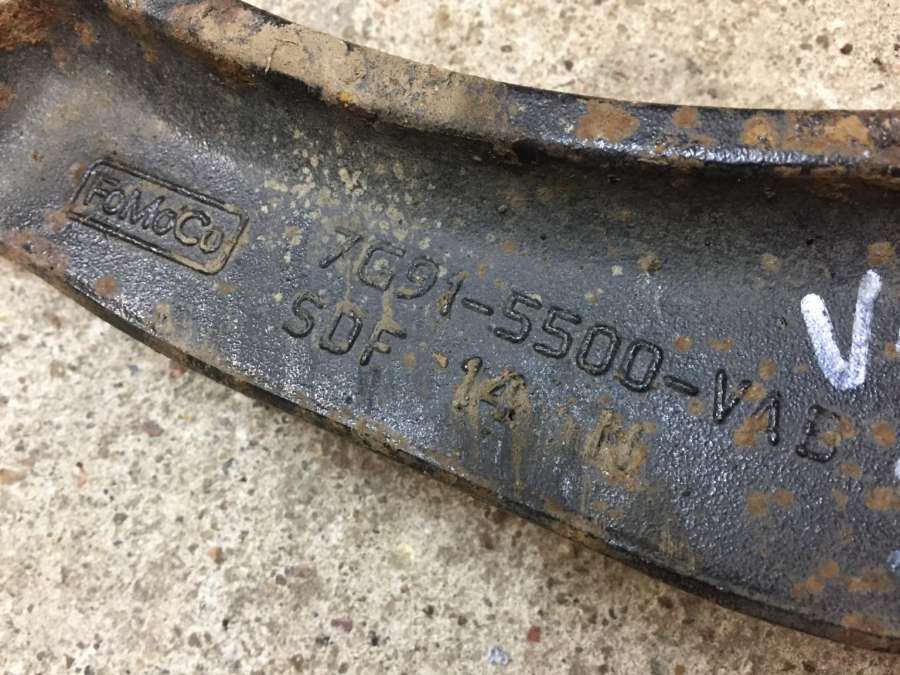 FoMoCo
7G91-5500-VAB
SDF 14 N
V